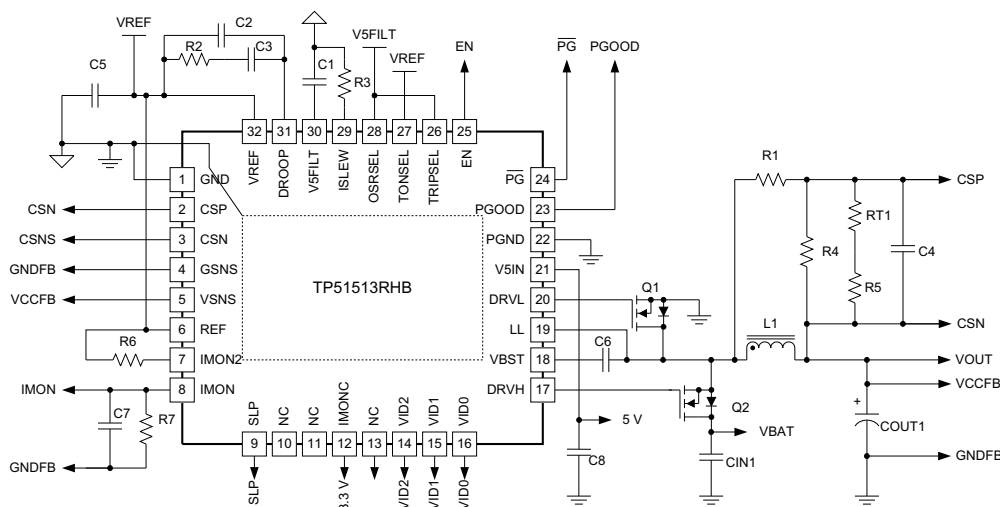 VREF
C2
R2
C3
C5
C1
R3
V5FILT
VREF
EN
PG
PGOOD
32
31
30
29
28
27
26
25
VREF
DROOP
V5FILT
ISLEW
OSRSEL
TONSEL
TRIPSEL
EN
1 GND
CSN 2 CSP
CSNS 3 CSN
GNDFB 4 GSNS
VCCFB 5 VSNS
6 REF
R6 7 IMON2
IMON 8 IMON
C7
R7
GNDFB
TP51513RHB
PG 24
PGOOD 23
PGND 22
V5IN 21
DRVL 20
LL 19
VBST 18
DRVH 17
SLP
NC
NC
IMONC
NC
VID2
VID1
VID0
9
10
11
12
13
14
15
16
SLP
3.3 V
VID2
VID1
VID0
Q1
C6
Q2
5 V
C8
VBAT
CIN1
R1
R4
RT1
R5
C4
CSP
CSN
L1
VOUT
VCCFB
+
COUT1
GNDFB